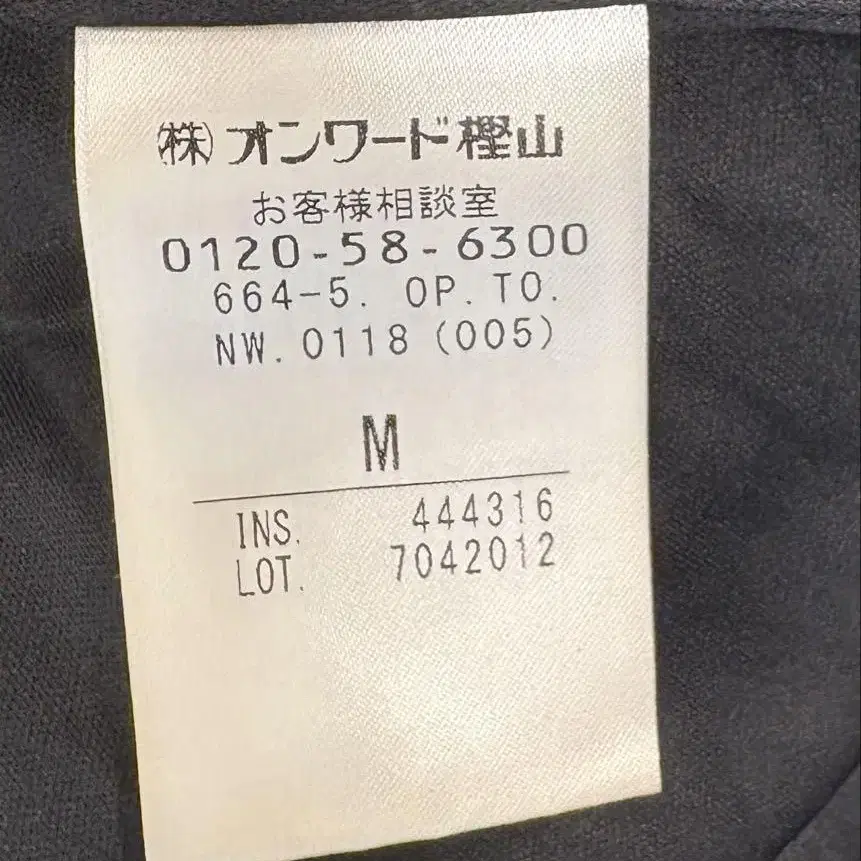 ㈱オンワード樫山
お客様相談室
0120-58-6300
664-5. OP. TO.
NW. 0118 (005)
M
INS. 444316
LOT. 7042012